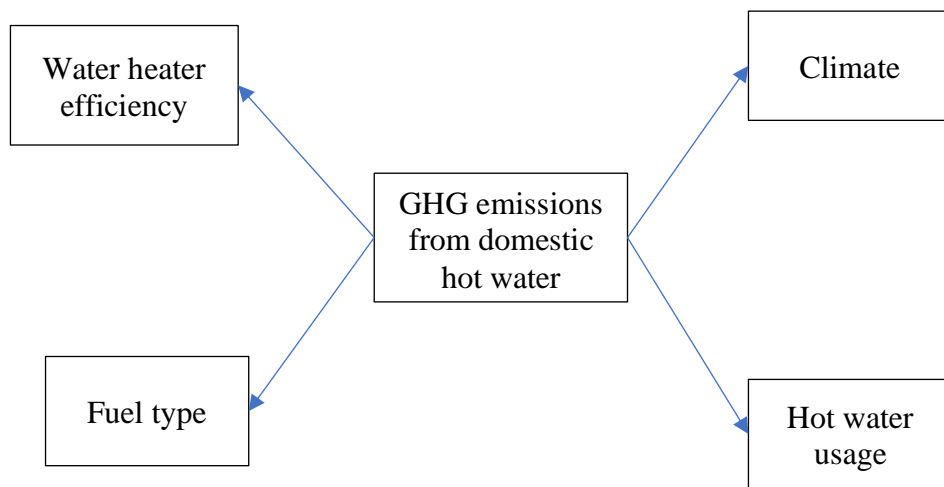 Water heater
efficiency
Climate
GHG emissions
from domestic
hot water
Fuel type
Hot water
usage